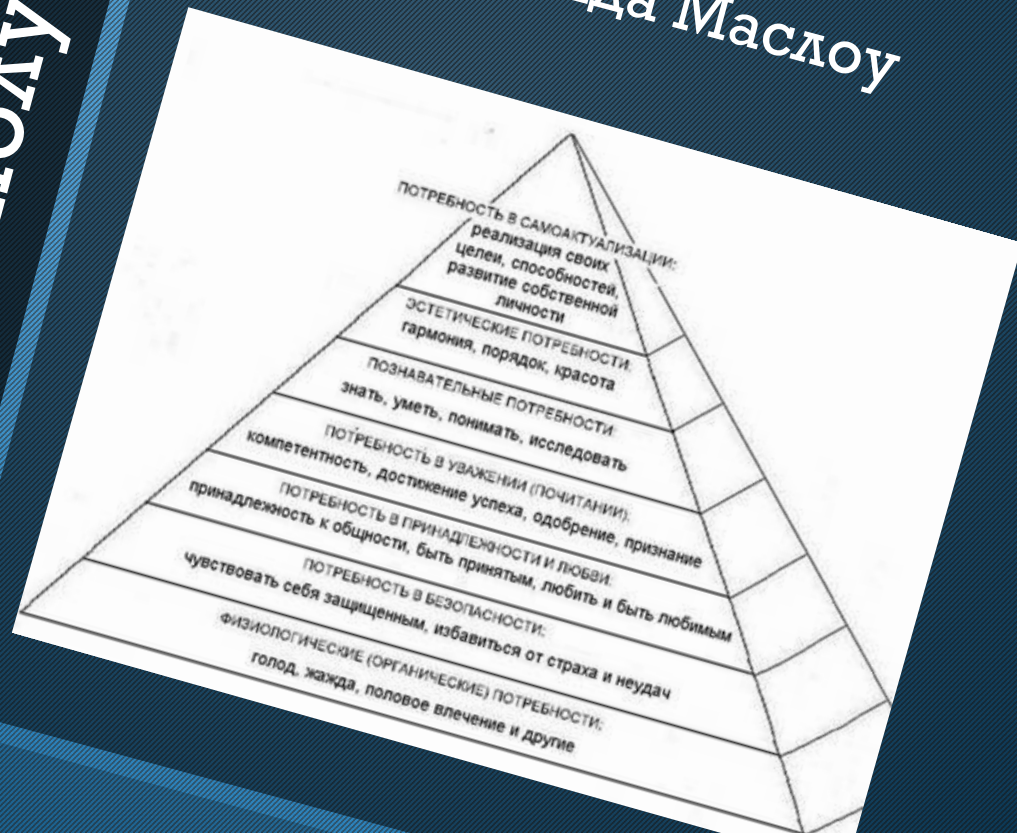 Маслоу
ПОТРЕБНОСТЬ В САМОАКТУАЛИЗАЦИИ:
реализация своих
целей, способностей,
развитие собственной
личности
ЭСТЕТИЧЕСКИЕ ПОТРЕБНОСТИ:
гармония, порядок, красота
ПОЗНАВАТЕЛЬНЫЕ ПОТРЕБНОСТИ:
знать, уметь, понимать, исследовать
ПОТРЕБНОСТЬ В УВАЖЕНИИ (ПОЧИТАНИИ):
компетентность, достижение успеха, одобрение, признание
ПОТРЕБНОСТЬ В ПРИНАДЛЕЖНОСТИ И ЛЮБВИ:
принадлежность к общности, быть принятым, любить и быть любимым
ПОТРЕБНОСТЬ В БЕЗОПАСНОСТИ:
чувствовать себя защищенным, избавиться от страха и неудач
ФИЗИОЛОГИЧЕСКИЕ (ОРГАНИЧЕСКИЕ) ПОТРЕБНОСТИ:
голод, жажда, половое влечение и другие